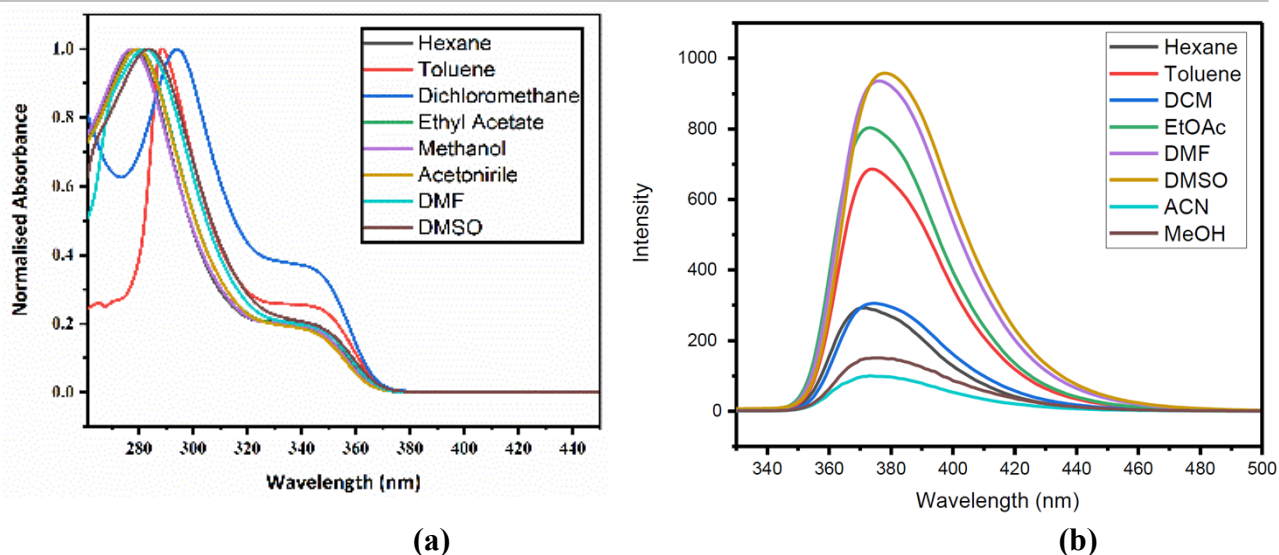 1.0
0.8
0.6
0.4
0.2
0.0
Normalised Absorbance
280 300 320 340 360 380 400 420 440
Wavelength (nm)
Hexane
Toluene
Dichloromethane
Ethyl Acetate
Methanol
Acetonirile
DMF
DMSO
(a)
1000
800
600
400
200
0
Intensity
340 360 380 400 420 440 460 480 500
Wavelength (nm)
Hexane
Toluene
DCM
EtOAc
DMF
DMSO
ACN
MeOH
(b)